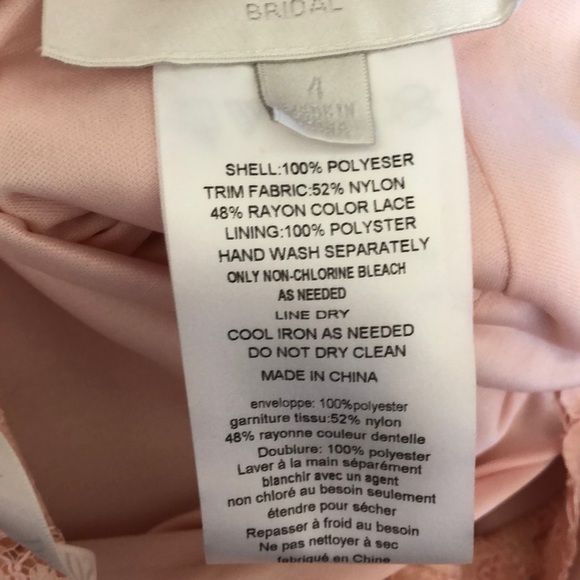 BRIDAL
4
MADE IN
SHELL:100% POLYESER
TRIM FABRIC:52% NYLON
48% RAYON COLOR LACE
LINING:100% POLYSTER
HAND WASH SEPARATELY
ONLY NON-CHLORINE BLEACH
AS NEEDED
LINE DRY
COOL IRON AS NEEDED
DO NOT DRY CLEAN
MADE IN CHINA
enveloppe: 100%polyester
garniture tissu:52% nylon
48% rayonne couleur dentelle
Doublure: 100% polyester
Laver à la main séparément
blanchir avec un agent
non chloré au besoin seulement
étendre pour sécher
Repasser à froid au besoin
Ne pas nettoyer à sec
fabriqué en Chine